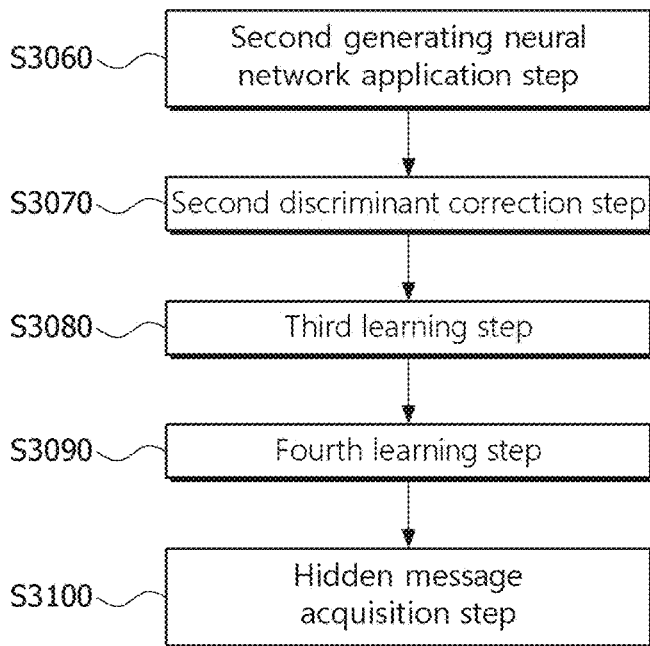 S3060
Second generating neural
network application step
S3070
Second discriminant correction step
S3080
Third learning step
S3090
Fourth learning step
S3100
Hidden message
acquisition step